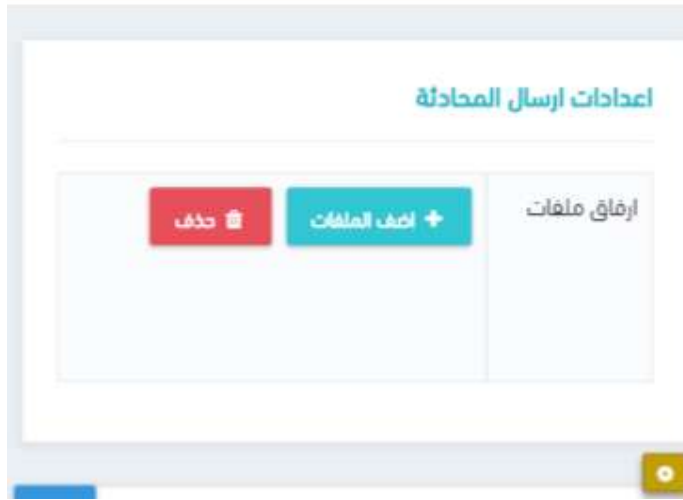 اعدادات ارسال المحادثة
ارفاق ملفات
اضف الملفات
حذف